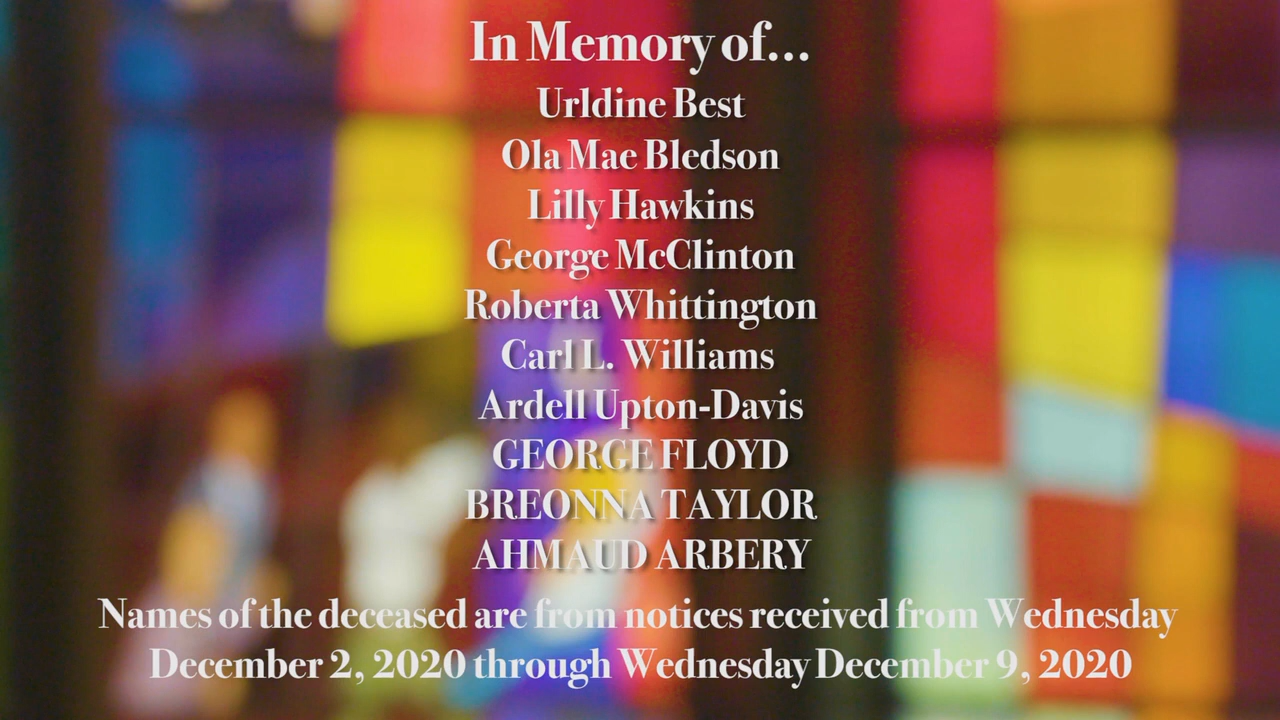 In Memory of...
Urldine Best
Ola Mae Bledson
Lilly Hawkins
George McClinton
Roberta Whittington
Carl L. Williams
Ardell Upton-Davis
GEORGE FLOYD
BREONNA TAYLOR
AHMAUD ARBERY
Names of the deceased are from notices received from Wednesday
December 2, 2020 through Wednesday December 9, 2020